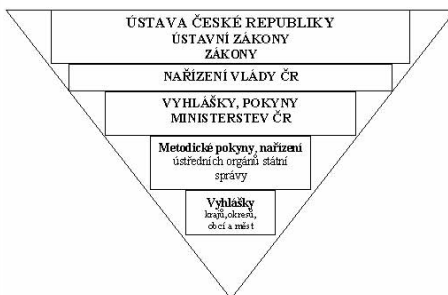 ÚSTAVA ČESKÉ REPUBLIKY
ÚSTAVNÍ ZÁKONY
ZÁKONY
NAŘÍZENÍ VLÁDY ČR
VYHLÁŠKY, POKYNY
MINISTERSTEV ČR
Metodické pokyny, nařízení
ústředních orgánů státní
správy
Vyhlášky
krajů, okresů,
obcí a měst